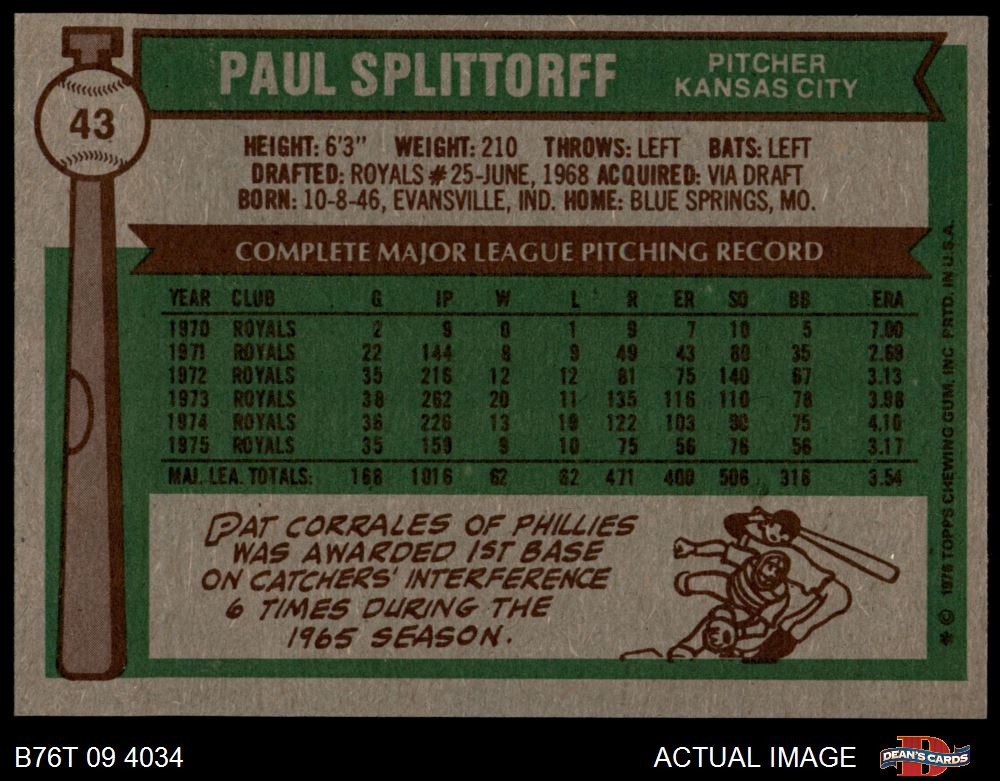 43
PAUL SPLITTORFF
PITCHER
KANSAS CITY
HEIGHT: 6'3" WEIGHT: 210 THROWS: LEFT BATS: LEFT
DRAFTED: ROYALS #25-JUNE, 1968 ACQUIRED: VIA DRAFT
BORN: 10-8-46, EVANSVILLE, IND. HOME: BLUE SPRINGS, MO.
COMPLETE MAJOR LEAGUE PITCHING RECORD
YEAR CLUB G IP W L R ER SO BB ERA
1970 ROYALS 2 9 0 1 9 7 10 5 7.00
1971 ROYALS 22 144 8 9 49 43 80 35 2.69
1972 ROYALS 35 216 12 12 81 75 140 67 3.13
1973 ROYALS 38 262 20 11 135 116 110 78 3.98
1974 ROYALS 36 226 13 19 122 103 90 75 4.10
1975 ROYALS 35 159 9 10 75 56 76 56 3.17
MAJ. LEA. TOTALS: 168 1016 62 62 471 400 506 316 3.54
PAT CORRALES OF PHILLIES
WAS AWARDED 1ST BASE
ON CATCHERS' INTERFERENCE
6 TIMES DURING THE
1965 SEASON.
* © 1976 TOPPS CHEWING GUM, INC. PRTD. IN U.S.A.
B76T 09 4034
ACTUAL IMAGE
D
DEAN'S CARDS